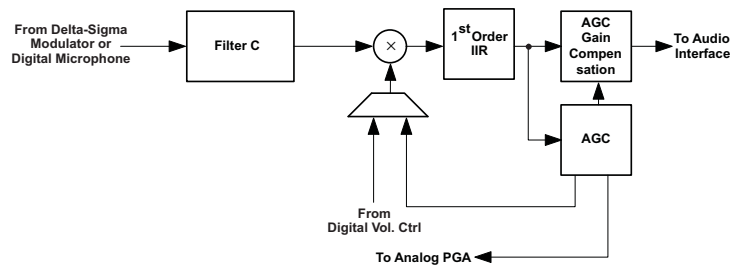 From Delta-Sigma
Modulator or
Digital Microphone
Filter C
×
1st Order
IIR
AGC
Gain
Compen
sation
To Audio
Interface
AGC
From
Digital Vol. Ctrl
To Analog PGA